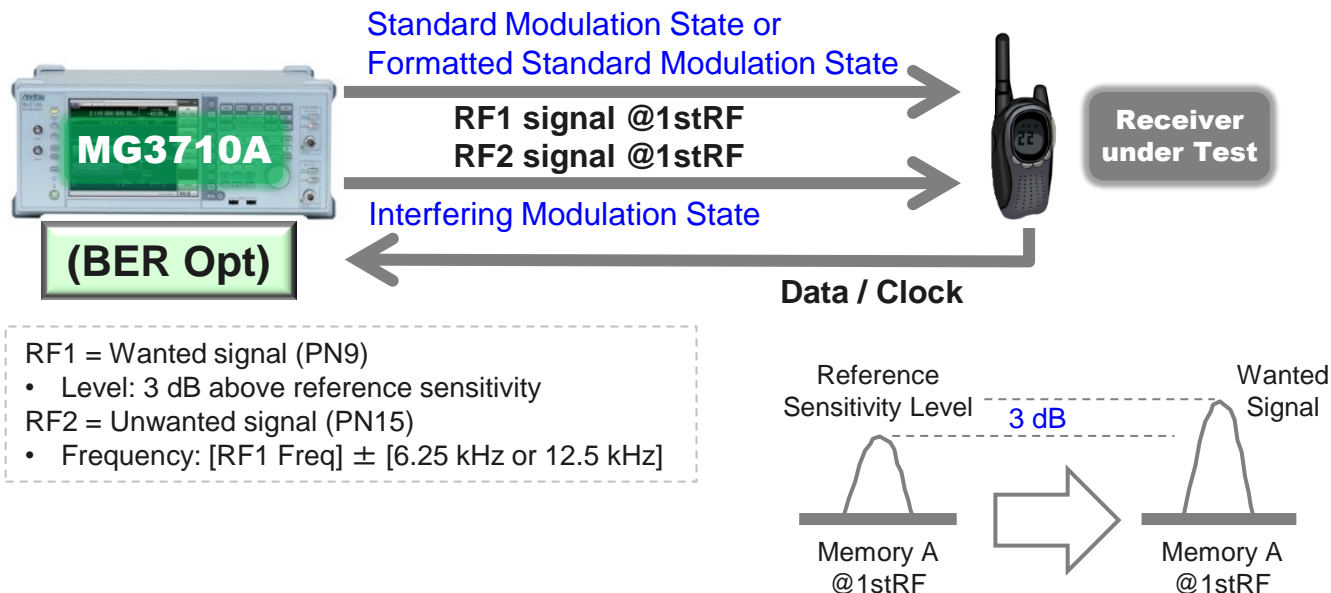 Standard Modulation State or
Formatted Standard Modulation State
RF1 signal @1stRF
RF2 signal @1stRF
Interfering Modulation State
MG3710A
(BER Opt)
Receiver
under Test
Data / Clock
RF1 = Wanted signal (PN9)
• Level: 3 dB above reference sensitivity
RF2 = Unwanted signal (PN15)
• Frequency: [RF1 Freq] ± [6.25 kHz or 12.5 kHz]
Reference
Sensitivity Level
3 dB
Wanted
Signal
Memory A
@1stRF
Memory A
@1stRF